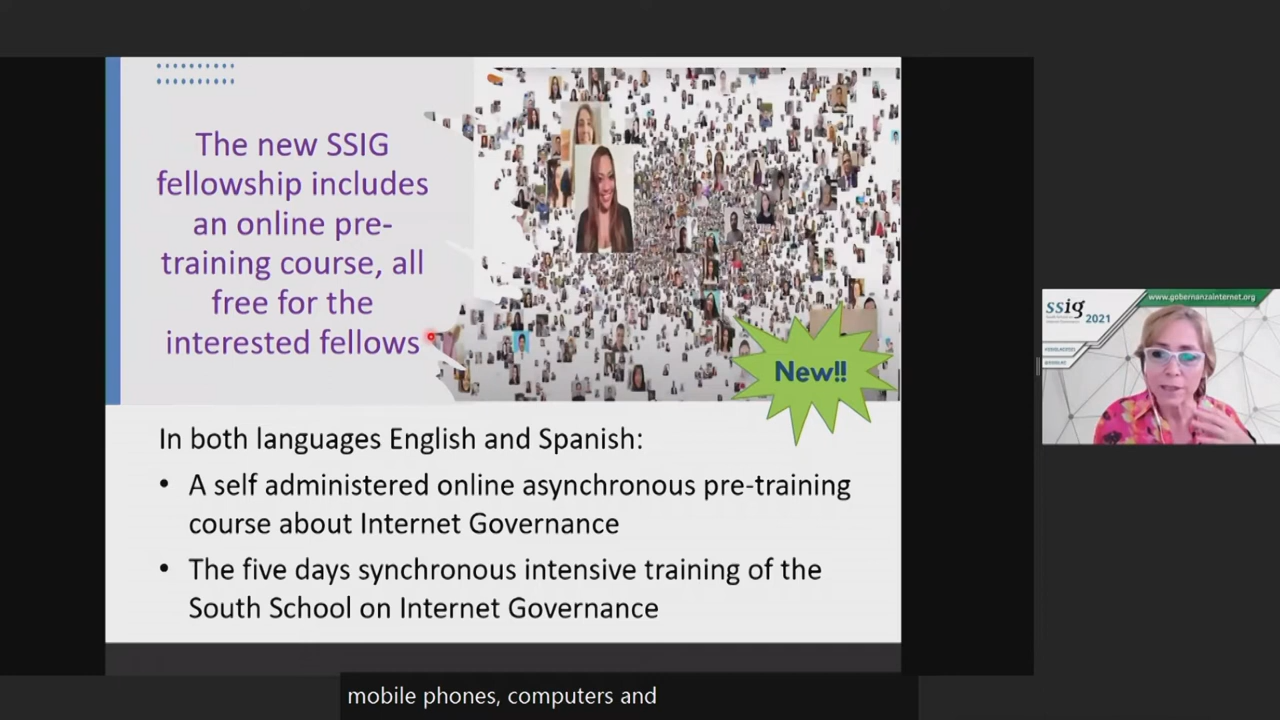 The new SSIG
fellowship includes
an online pre-
training course, all
free for the
interested fellows
New!!
In both languages English and Spanish:
• A self administered online asynchronous pre-training
course about Internet Governance
• The five days synchronous intensive training of the
South School on Internet Governance
www.gobernanzainternet.org
ssig
2021
mobile phones, computers and